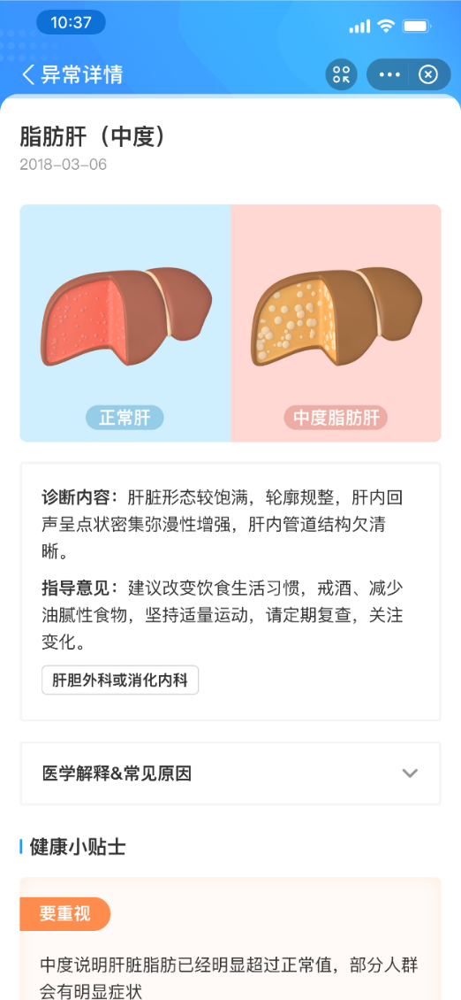 10:37
异常详情
脂肪肝（中度）
2018-03-06
正常肝
中度脂肪肝
诊断内容：肝脏形态较饱满，轮廓规整，肝内回
声呈点状密集弥漫性增强，肝内管道结构欠清
晰。
指导意见：建议改变饮食生活习惯，戒酒、减少
油腻性食物，坚持适量运动，请定期复查，关注
变化。
肝胆外科或消化内科
医学解释&常见原因
健康小贴士
要重视
中度说明肝脏脂肪已经明显超过正常值，部分人群
会有明显症状